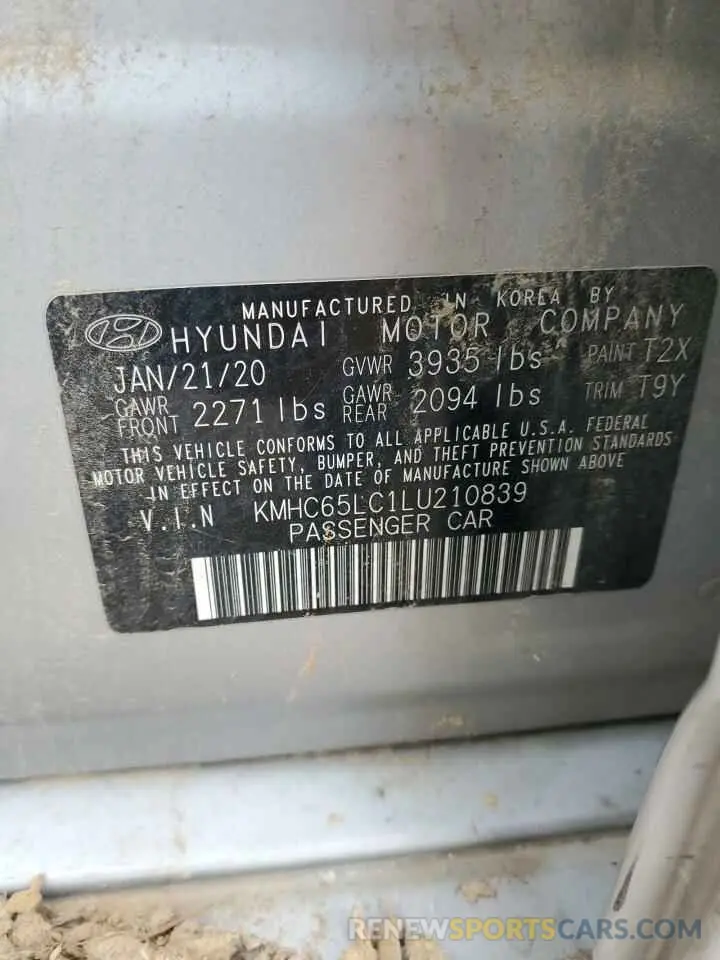 MANUFACTURED IN KOREA BY
HYUNDAI MOTOR COMPANY
JAN/21/20 GVWR 3935 lbs PAINT T2X
GAWR FRONT 2271 lbs GAWR REAR 2094 lbs TRIM T9Y
THIS VEHICLE CONFORMS TO ALL APPLICABLE U.S.A. FEDERAL
MOTOR VEHICLE SAFETY, BUMPER, AND THEFT PREVENTION STANDARDS
IN EFFECT ON THE DATE OF MANUFACTURE SHOWN ABOVE
V.I.N KMHC65LC1LU210839
PASSENGER CAR
RENEWSPORTSCARS.COM